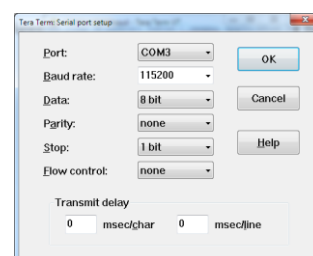 Tera Term: Serial port setup
Port: COM3 OK
Baud rate: 115200
Data: 8 bit Cancel
Parity: none
Stop: 1 bit Help
Flow control: none
Transmit delay
0 msec/char 0 msec/line